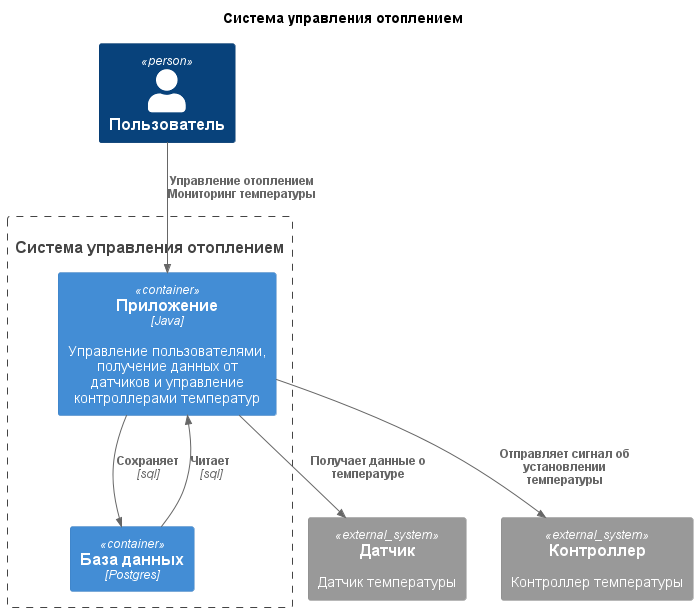 Система управления отоплением
«person»
Пользователь
Управление отоплением
Мониторинг температуры
Система управления отоплением
«container»
Приложение
[Java]
Управление пользователями,
получение данных от
датчиков и управление
контроллерами температур
Сохраняет
[sql]
Читает
[sql]
Получает данные о
температуре
Отправляет сигнал об
установлении
температуры
«container»
База данных
[Postgres]
«external_system»
Датчик
Датчик температуры
«external_system»
Контроллер
Контроллер температуры